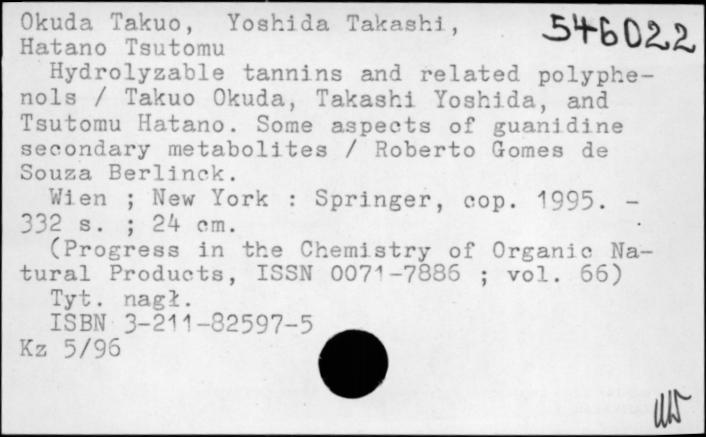 Okuda Takuo, Yoshida Takashi, 546022
Hatano Tsutomu
Hydrolyzable tannins and related polyphe-
nols / Takuo Okuda, Takashi Yoshida, and
Tsutomu Hatano. Some aspects of guanidine
secondary metabolites / Roberto Gomes de
Souza Berlinck.
Wien ; New York : Springer, cop. 1995. -
332 s. ; 24 cm.
(Progress in the Chemistry of Organic Na-
tural Products, ISSN 0071-7886 ; vol. 66)
Tyt. nagł.
ISBN 3-211-82597-5
Kz 5/96